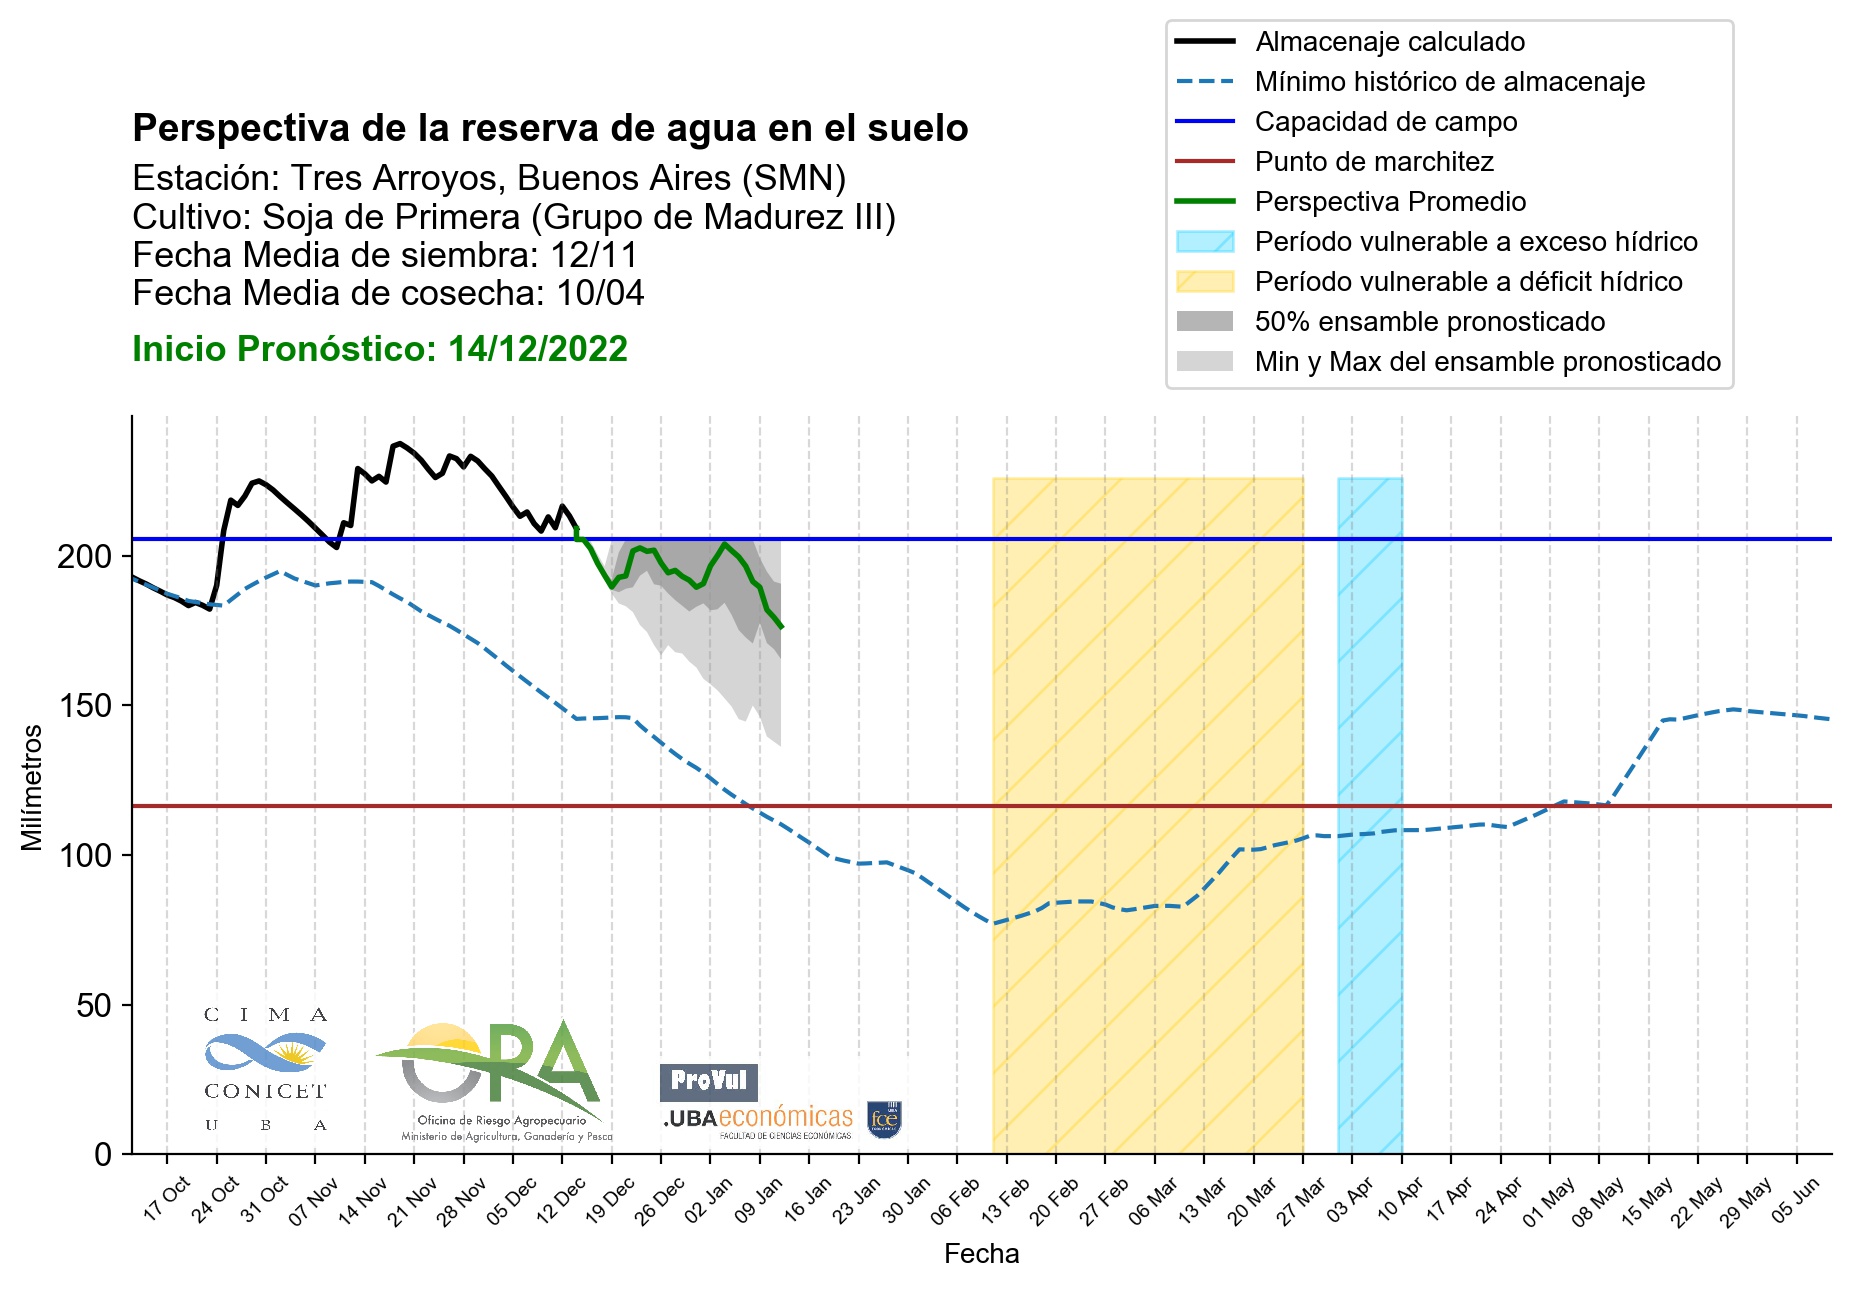 Almacenaje calculado
Mínimo histórico de almacenaje
Capacidad de campo
Punto de marchitez
Perspectiva Promedio
Período vulnerable a exceso hídrico
Período vulnerable a déficit hídrico
50% ensamble pronosticado
Min y Max del ensamble pronosticado
Perspectiva de la reserva de agua en el suelo
Estación: Tres Arroyos, Buenos Aires (SMN)
Cultivo: Soja de Primera (Grupo de Madurez III)
Fecha Media de siembra: 12/11
Fecha Media de cosecha: 10/04
Inicio Pronóstico: 14/12/2022
Milímetros
200
150
100
50
0
CIMA
CONICET
UBA
ORA
Oficina de Riesgo Agropecuario
Ministerio de Agricultura, Ganadería y Pesca
ProVul
.UBAeconómicas
FACULTAD DE CIENCIAS ECONÓMICAS
fce
17 Oct
24 Oct
31 Oct
07 Nov
14 Nov
21 Nov
28 Nov
05 Dec
12 Dec
19 Dec
26 Dec
02 Jan
09 Jan
16 Jan
23 Jan
30 Jan
06 Feb
13 Feb
20 Feb
27 Feb
06 Mar
13 Mar
20 Mar
27 Mar
03 Apr
10 Apr
17 Apr
24 Apr
01 May
08 May
15 May
22 May
29 May
05 Jun
Fecha